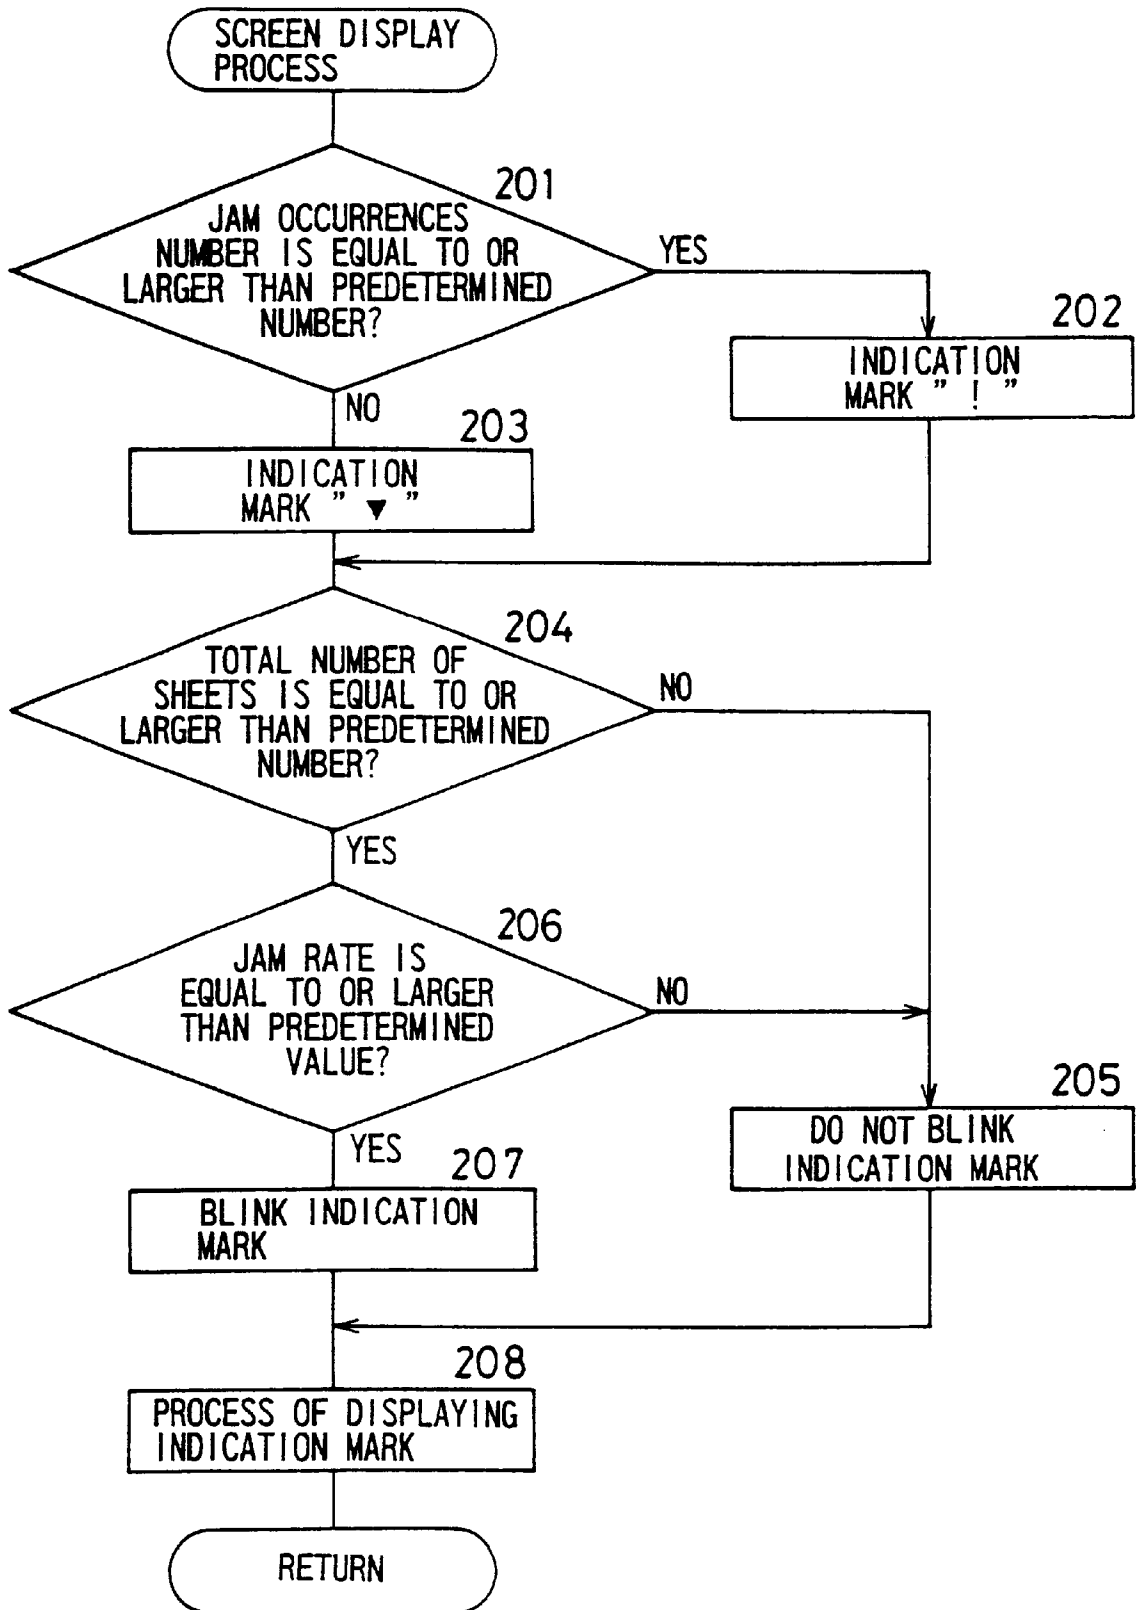 SCREEN DISPLAY
PROCESS
201
JAM OCCURRENCES
NUMBER IS EQUAL TO OR
LARGER THAN PREDETERMINED
NUMBER?
YES
202
INDICATION
MARK " ! "
NO
203
INDICATION
MARK " ▼ "
204
TOTAL NUMBER OF
SHEETS IS EQUAL TO OR
LARGER THAN PREDETERMINED
NUMBER?
NO
YES
206
JAM RATE IS
EQUAL TO OR LARGER
THAN PREDETERMINED
VALUE?
NO
205
DO NOT BLINK
INDICATION MARK
YES
207
BLINK INDICATION
MARK
208
PROCESS OF DISPLAYING
INDICATION MARK
RETURN